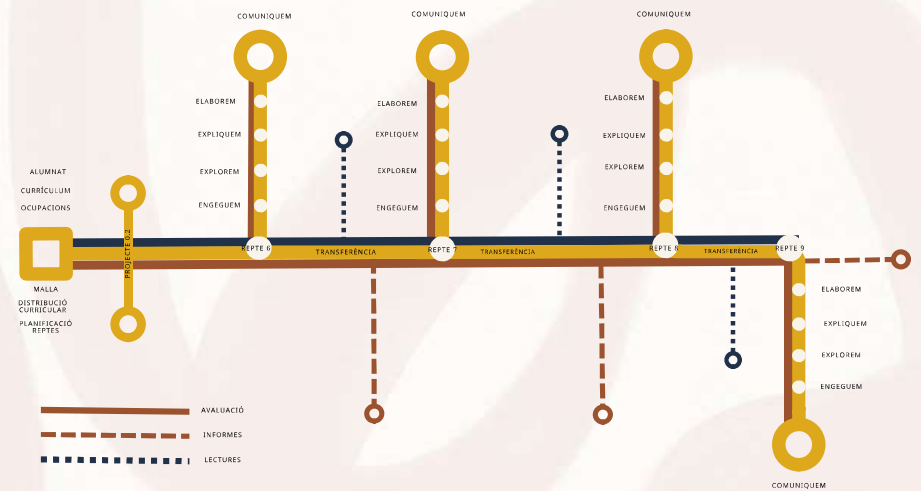 COMUNIQUEM
COMUNIQUEM
COMUNIQUEM
ELABOREM
EXPLIQUEM
EXPLOREM
ENGEGUEM
ELABOREM
EXPLIQUEM
EXPLOREM
ENGEGUEM
ELABOREM
EXPLIQUEM
EXPLOREM
ENGEGUEM
ALUMNAT
CURRÍCULUM
OCUPACIONS
PROJECTE 0.2
REPTE 6
TRANSFERÈNCIA
REPTE 7
TRANSFERÈNCIA
REPTE 8
TRANSFERÈNCIA
REPTE 9
MALLA
DISTRIBUCIÓ
CURRICULAR
PLANIFICACIÓ
REPTES
ELABOREM
EXPLIQUEM
EXPLOREM
ENGEGUEM
COMUNIQUEM
AVALUACIÓ
INFORMES
LECTURES